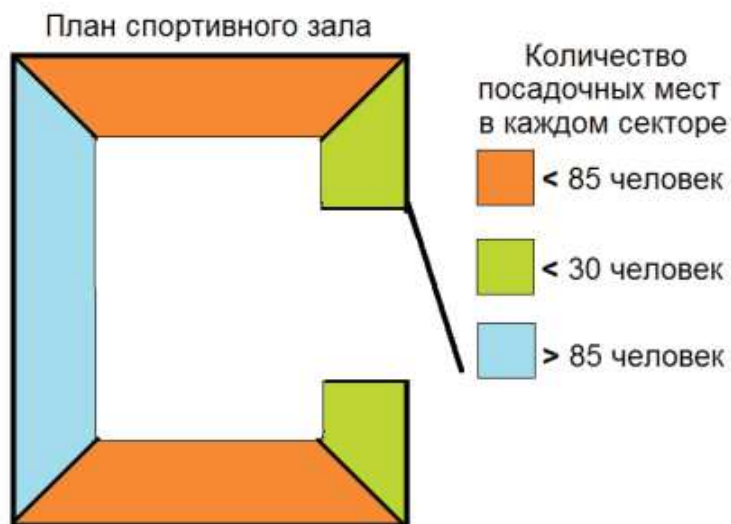 План спортивного зала
Количество
посадочных мест
в каждом секторе
< 85 человек
< 30 человек
> 85 человек